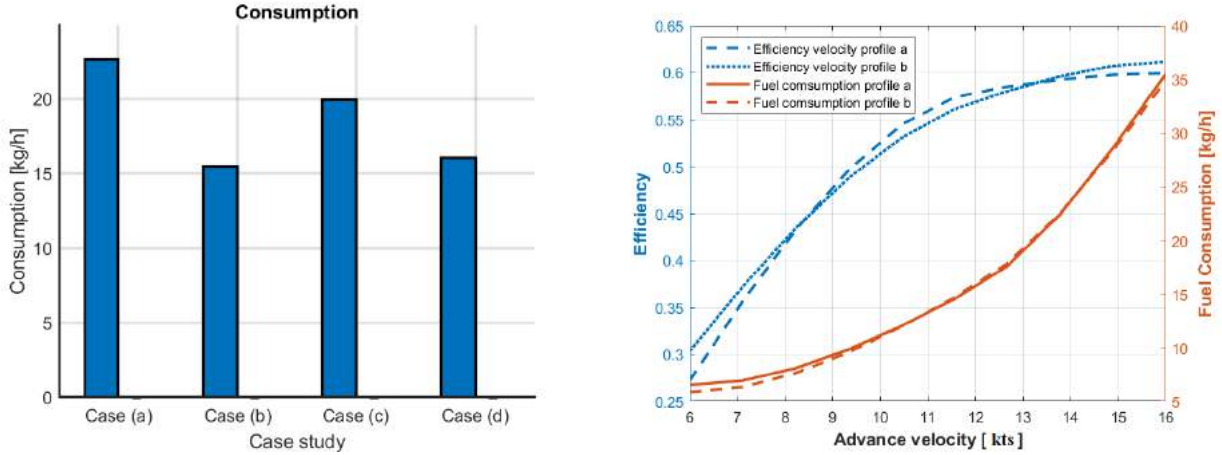 Consumption
Consumption [kg/h]
20
15
10
5
0
Case (a) Case (b) Case (c) Case (d)
Case study
Efficiency
0.65
0.6
0.55
0.5
0.45
0.4
0.35
0.3
0.25
Efficiency velocity profile a
Efficiency velocity profile b
Fuel comsumption profile a
Fuel comsumption profile b
40
35
30
25
20
15
10
5
Fuel Consumption [kg/h]
6 7 8 9 10 11 12 13 14 15 16
Advance velocity [ kts ]